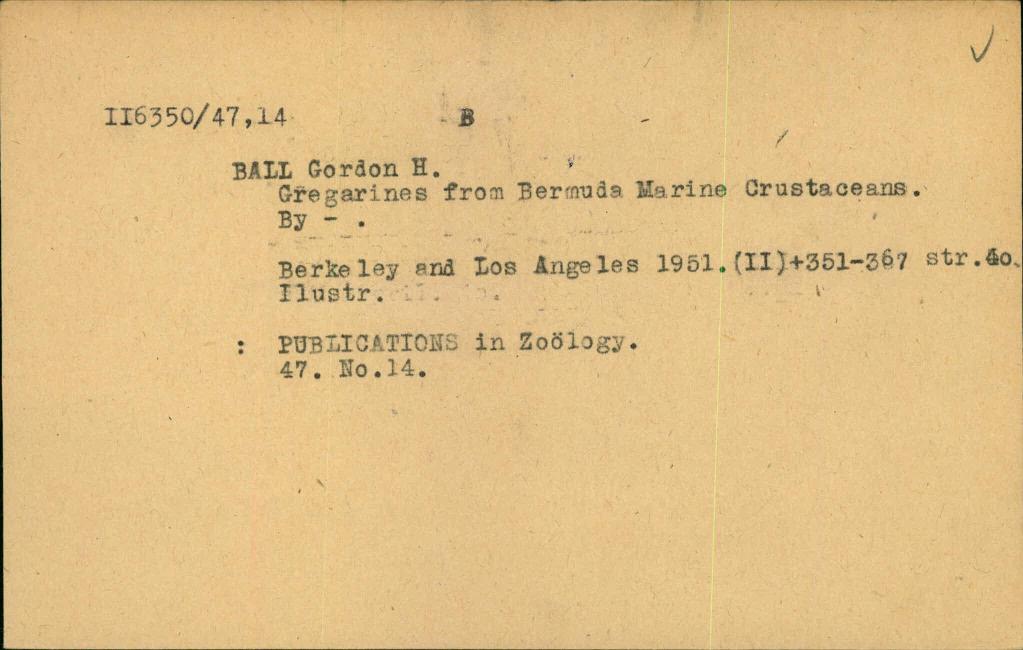 II6350/47,14 B
BALL Gordon H.
Gregarines from Bermuda Marine Crustaceans.
By - .
Berkeley and Los Angeles 1951.(II)+351-367 str.4o.
Ilustr.
: PUBLICATIONS in Zoölogy.
47. No.14.